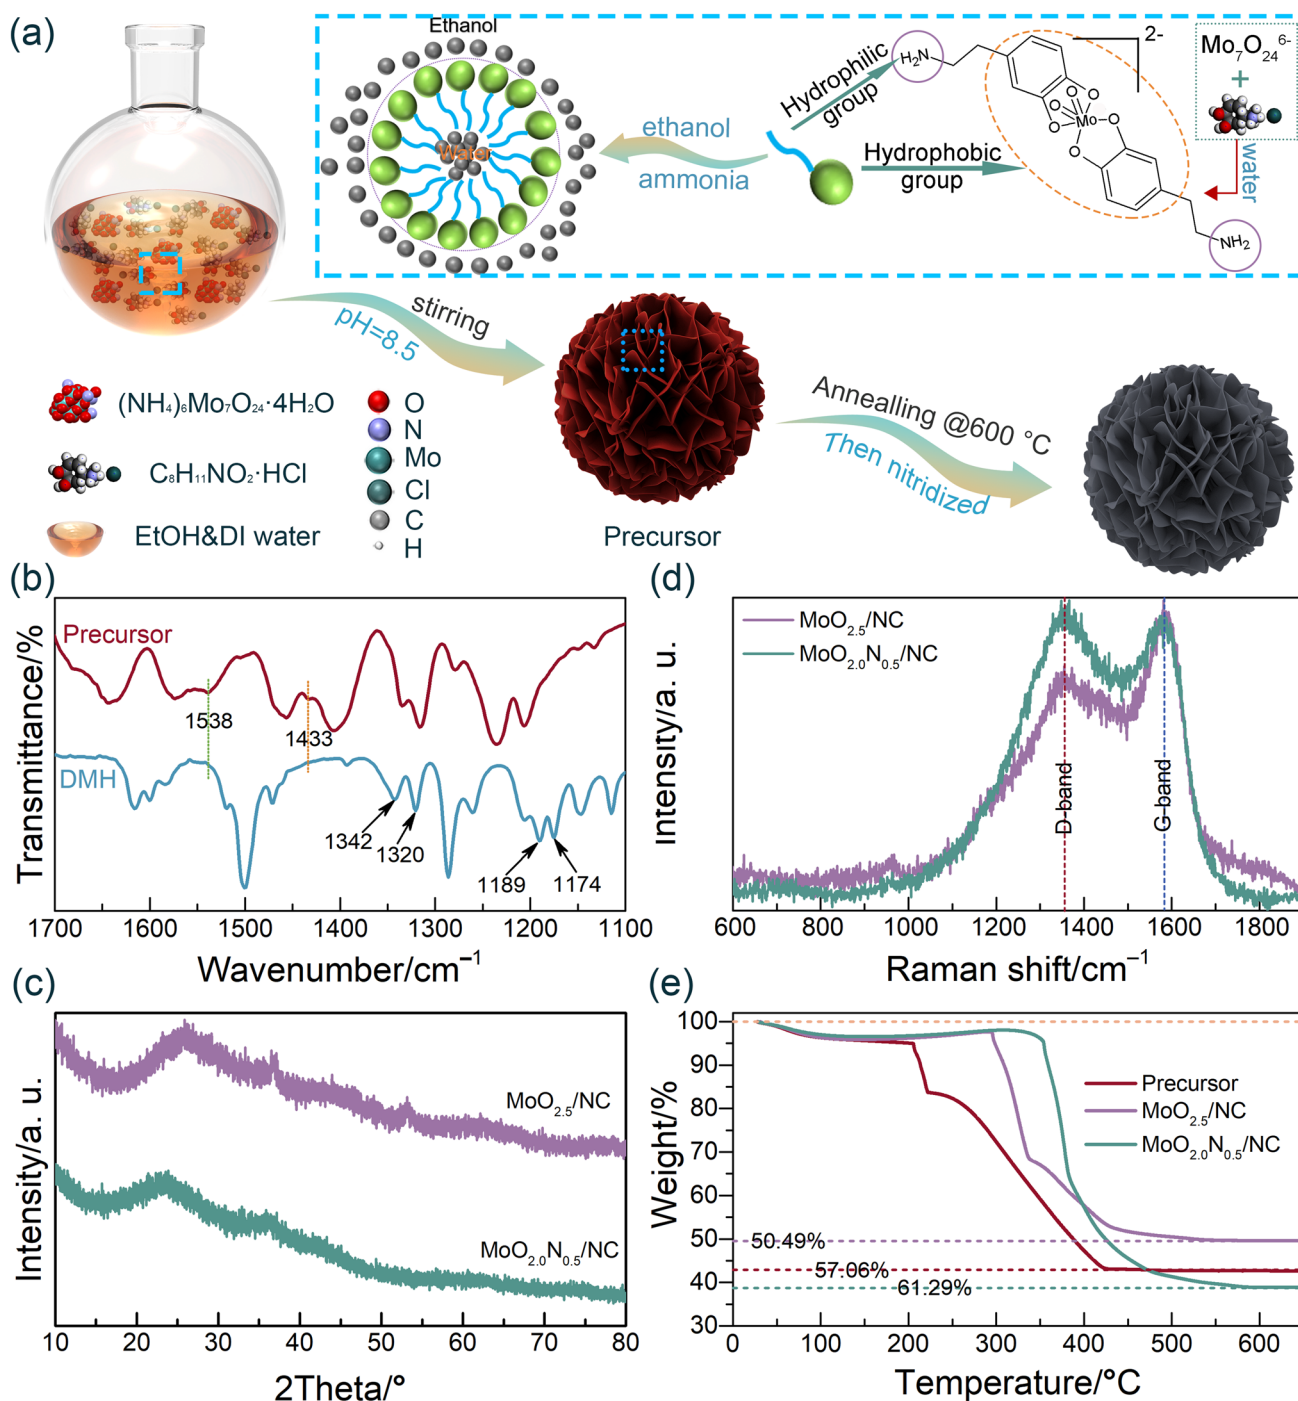 (a)
Ethanol
Water
ethanol
ammonia
Hydrophilic
group
Hydrophobic
group
H₂N
O
O
O
O
Mo
O
O
NH₂
2-
Mo₇O₂₄⁶⁻
+
water
stirring
pH=8.5
(NH₄)₆Mo₇O₂₄·4H₂O
C₈H₁₁NO₂·HCl
EtOH&DI water
O
N
Mo
Cl
C
H
Precursor
Annealling @600 °C
Then nitridized
(b)
Transmittance/%
Precursor
DMH
1538
1433
1342
1320
1189
1174
1700 1600 1500 1400 1300 1200 1100
Wavenumber/cm⁻¹
(d)
Intensity/a. u.
MoO₂.₅/NC
MoO₂.₀N₀.₅/NC
D-band
G-band
600 800 1000 1200 1400 1600 1800
Raman shift/cm⁻¹
(c)
Intensity/a. u.
MoO₂.₅/NC
MoO₂.₀N₀.₅/NC
10 20 30 40 50 60 70 80
2Theta/°
(e)
Weight/%
100
90
80
70
60
50
40
30
Precursor
MoO₂.₅/NC
MoO₂.₀N₀.₅/NC
50.49%
57.06%
61.29%
0 100 200 300 400 500 600
Temperature/°C